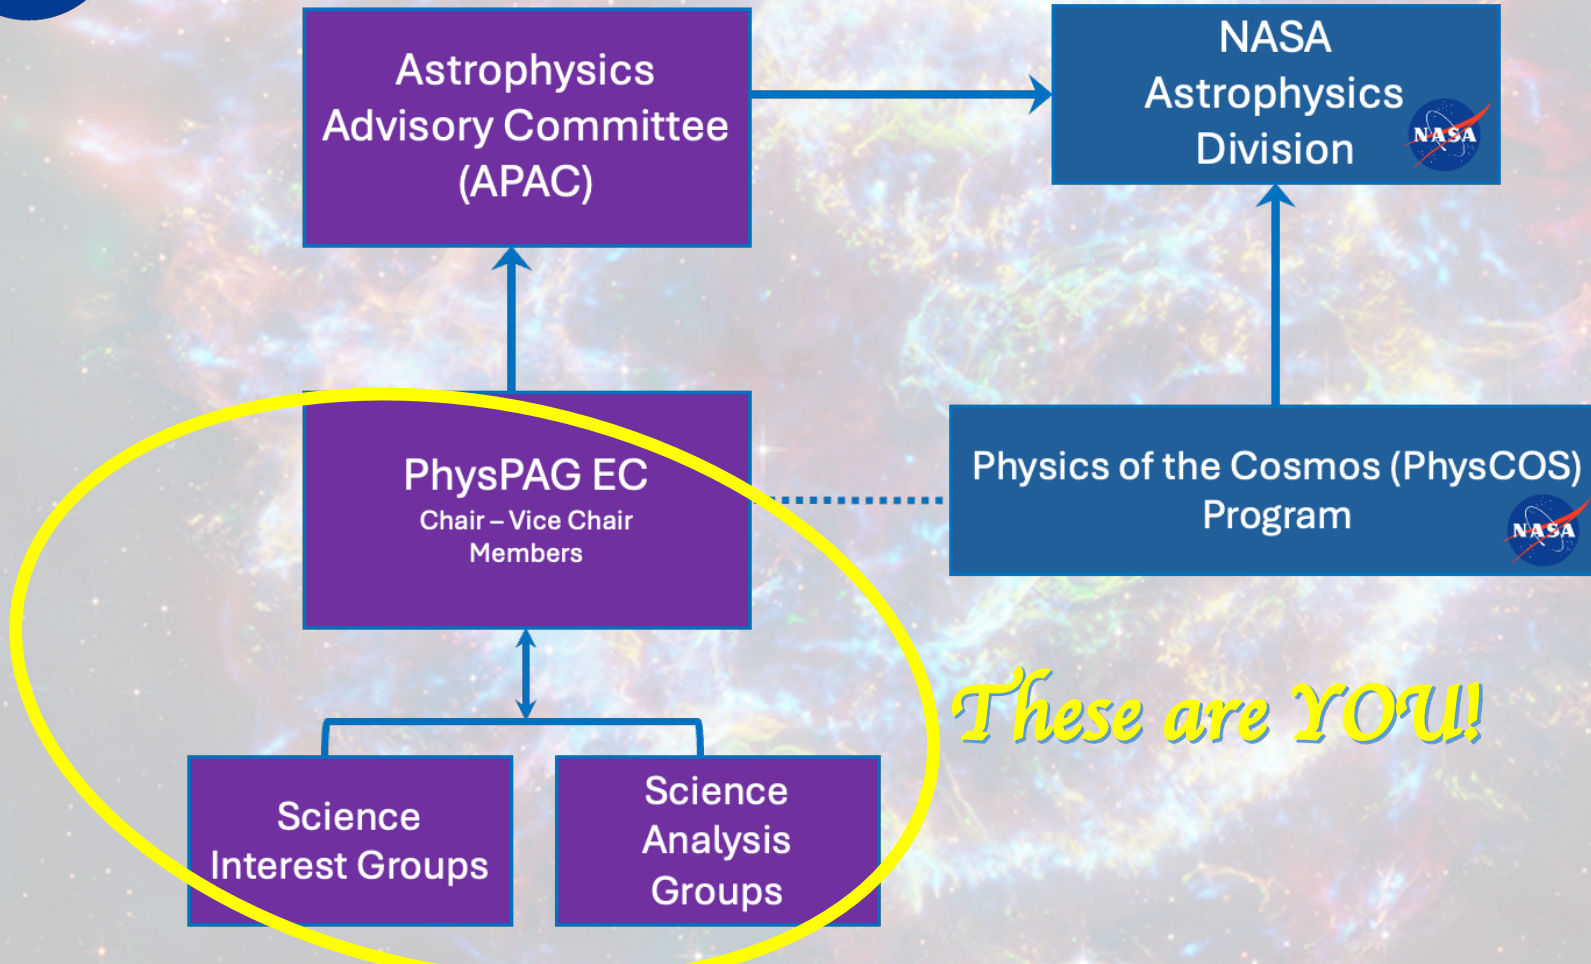 Astrophysics
Advisory Committee
(APAC)
NASA
Astrophysics
Division
NASA
PhysPAG EC
Chair – Vice Chair
Members
Physics of the Cosmos (PhysCOS)
Program
NASA
These are YOU!
Science
Interest Groups
Science
Analysis
Groups